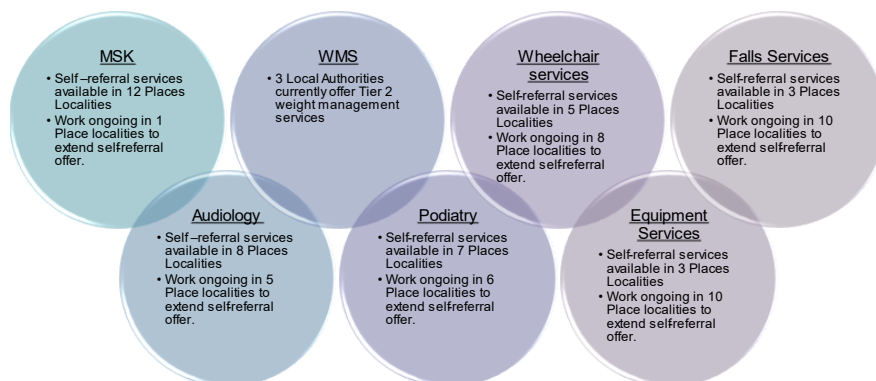 MSK
• Self –referral services
available in 12 Places
Localities
• Work ongoing in 1
Place localities to
extend self-referral
offer.
WMS
• 3 Local Authorities
currently offer Tier 2
weight management
services
Wheelchair
services
• Self-referral services
available in 5 Places
Localities
• Work ongoing in 8
Place localities to
extend self-referral
offer.
Falls Services
• Self-referral services
available in 3 Places
Localities
• Work ongoing in 10
Place localities to
extend self-referral
offer.
Audiology
• Self –referral services
available in 8 Places
Localities
• Work ongoing in 5
Place localities to
extend self-referral
offer.
Podiatry
• Self-referral services
available in 7 Places
Localities
• Work ongoing in 6
Place localities to
extend self-referral
offer.
Equipment
Services
• Self-referral services
available in 3 Places
Localities
• Work ongoing in 10
Place localities to
extend self-referral
offer.